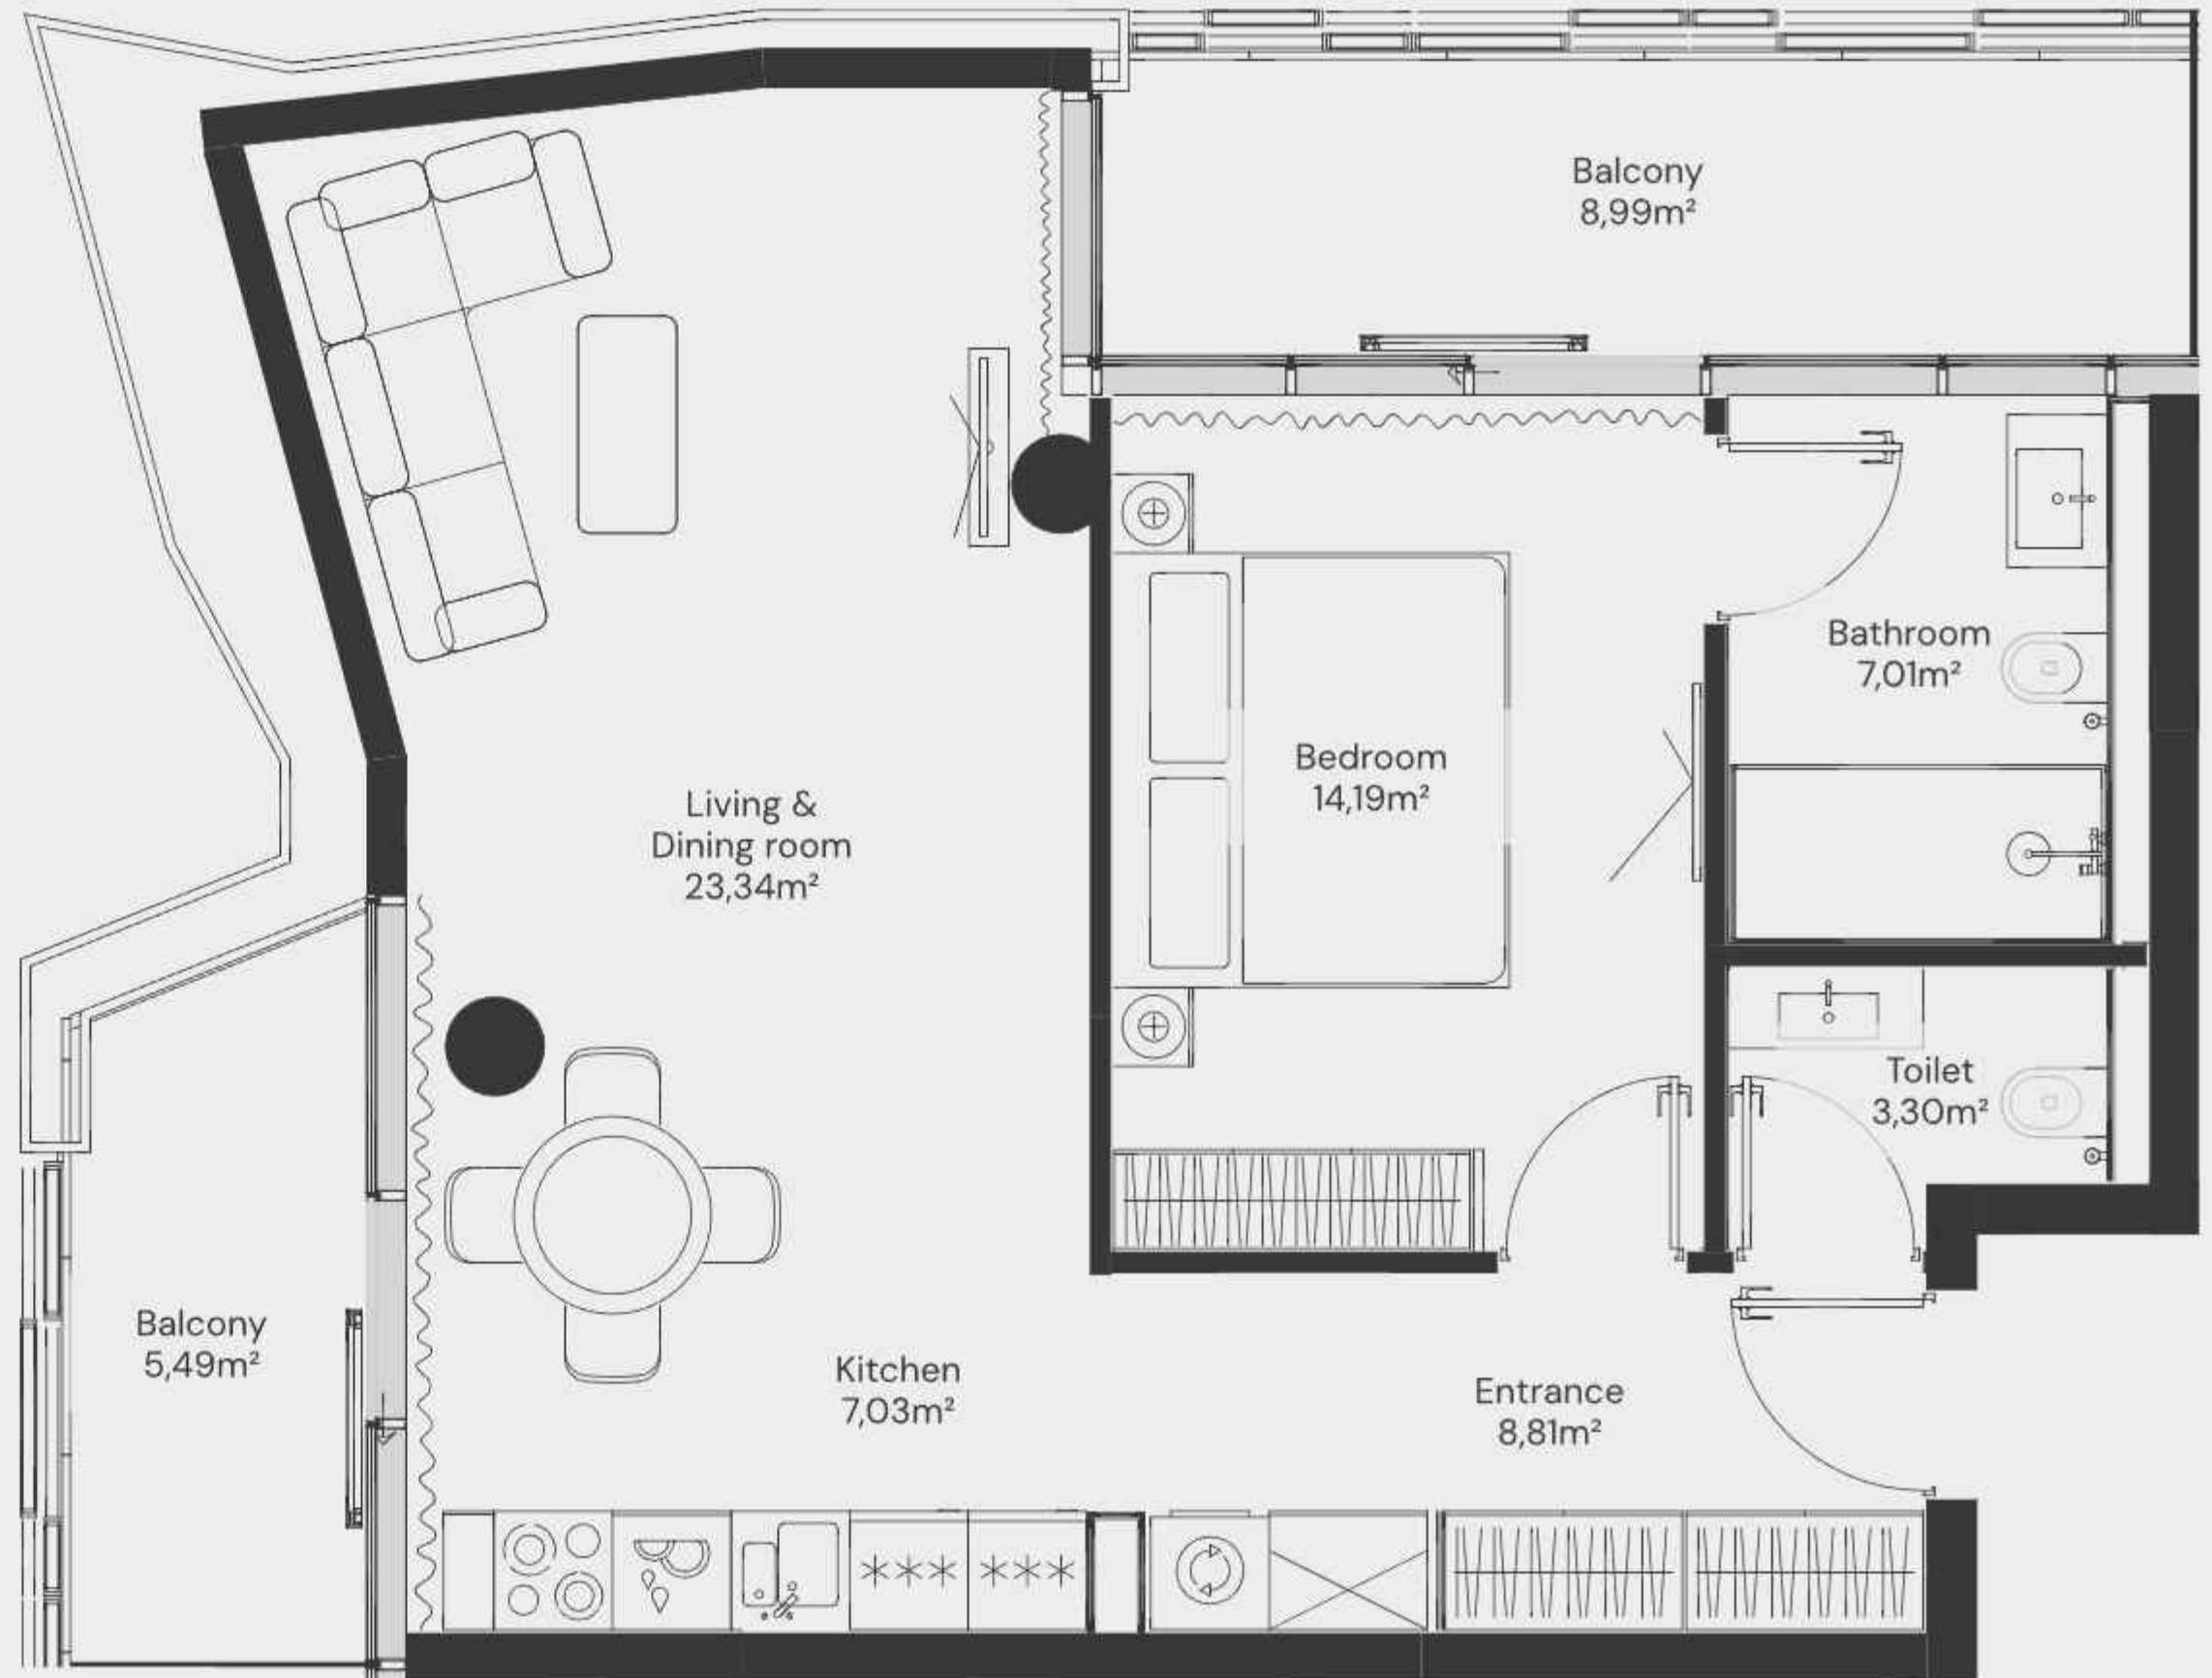 Balcony
8,99m²
Bathroom
7,01m²
Bedroom
14,19m²
Living &
Dining room
23,34m²
Toilet
3,30m²
Balcony
5,49m²
Kitchen
7,03m²
Entrance
8,81m²